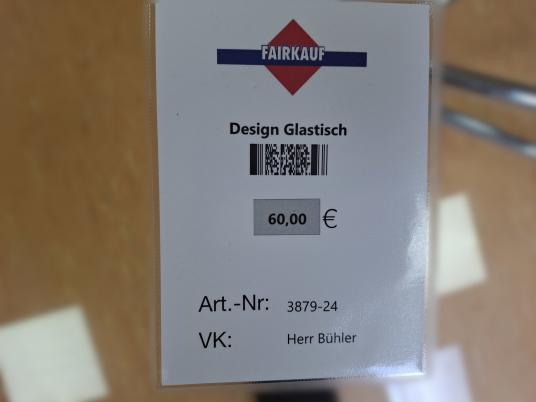 FAIRKAUF
Design Glastisch
60,00 €
Art.-Nr: 3879-24
VK: Herr Bühler